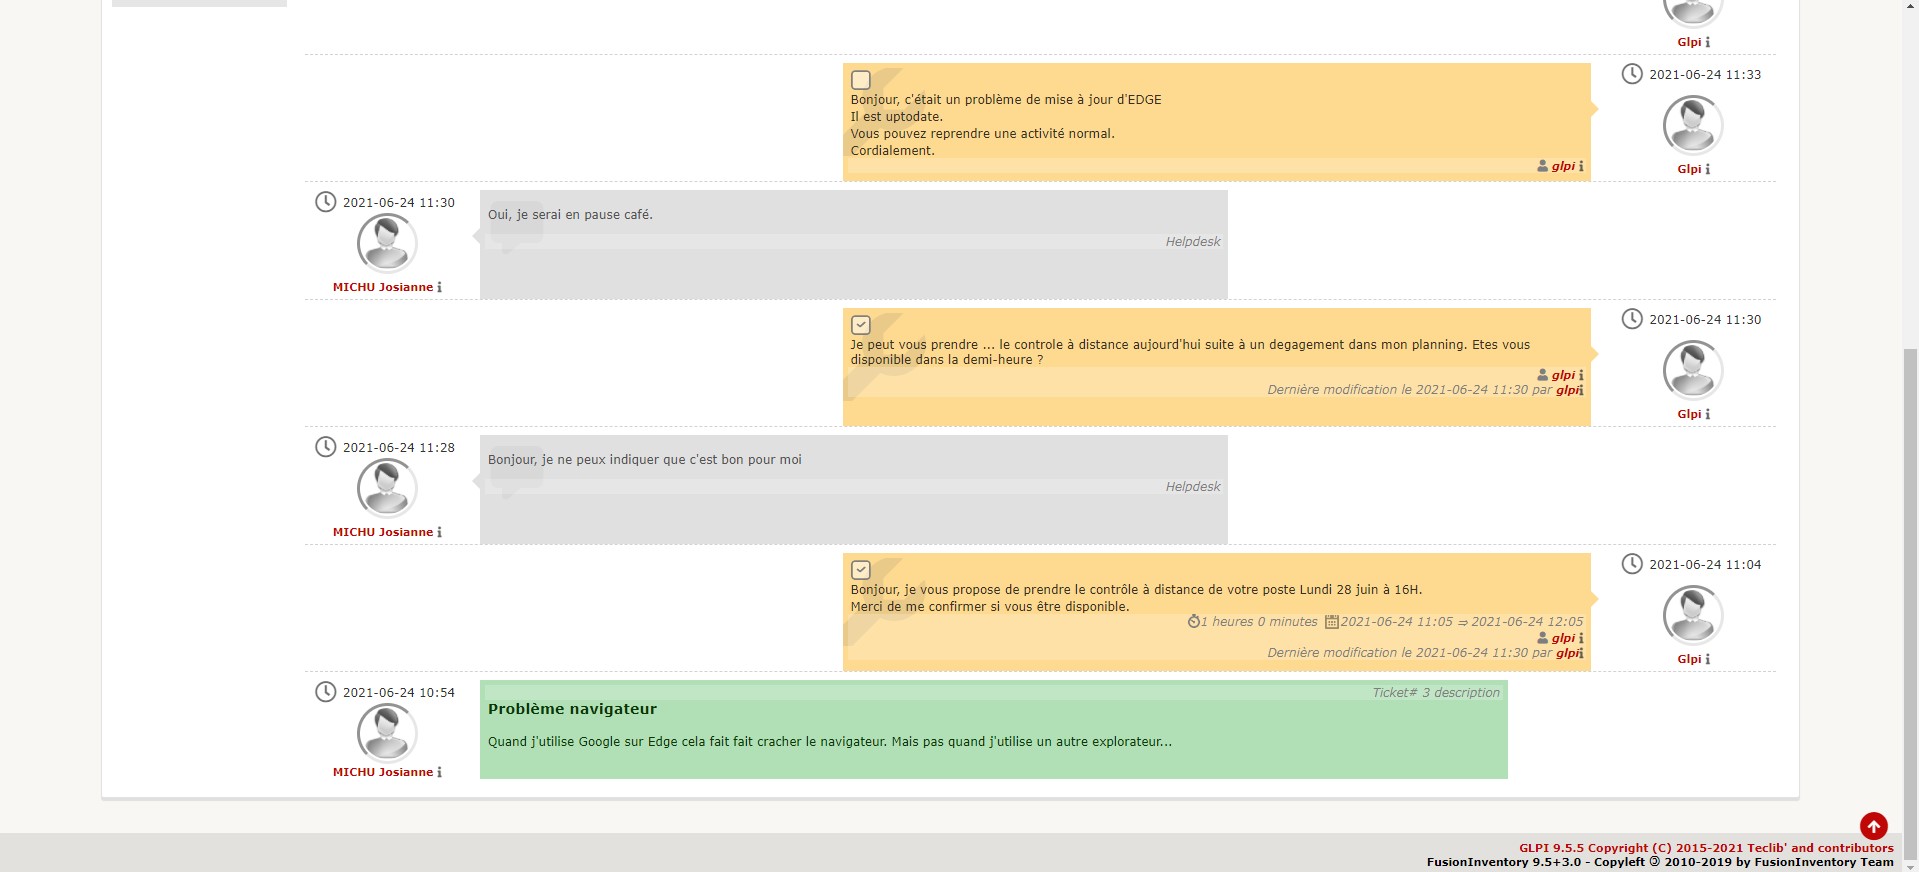 Glpi
2021-06-24 11:33
Bonjour, c'était un problème de mise à jour d'EDGE
Il est uptodate.
Vous pouvez reprendre une activité normal.
Cordialement.
glpi
Glpi
2021-06-24 11:30
Oui, je serai en pause café.
Helpdesk
MICHU Josianne
2021-06-24 11:30
Je peut vous prendre ... le controle à distance aujourd'hui suite à un degagement dans mon planning. Etes vous
disponible dans la demi-heure ?
glpi
Dernière modification le 2021-06-24 11:30 par glpi
Glpi
2021-06-24 11:28
Bonjour, je ne peux indiquer que c'est bon pour moi
Helpdesk
MICHU Josianne
2021-06-24 11:04
Bonjour, je vous propose de prendre le contrôle à distance de votre poste Lundi 28 juin à 16H.
Merci de me confirmer si vous être disponible.
1 heures 0 minutes 2021-06-24 11:05 ⇒ 2021-06-24 12:05
glpi
Dernière modification le 2021-06-24 11:30 par glpi
Glpi
2021-06-24 10:54
Ticket# 3 description
Problème navigateur
Quand j'utilise Google sur Edge cela fait fait cracher le navigateur. Mais pas quand j'utilise un autre explorateur...
MICHU Josianne
GLPI 9.5.5 Copyright (C) 2015-2021 Teclib' and contributors
FusionInventory 9.5+3.0 - Copyleft 🄯 2010-2019 by FusionInventory Team